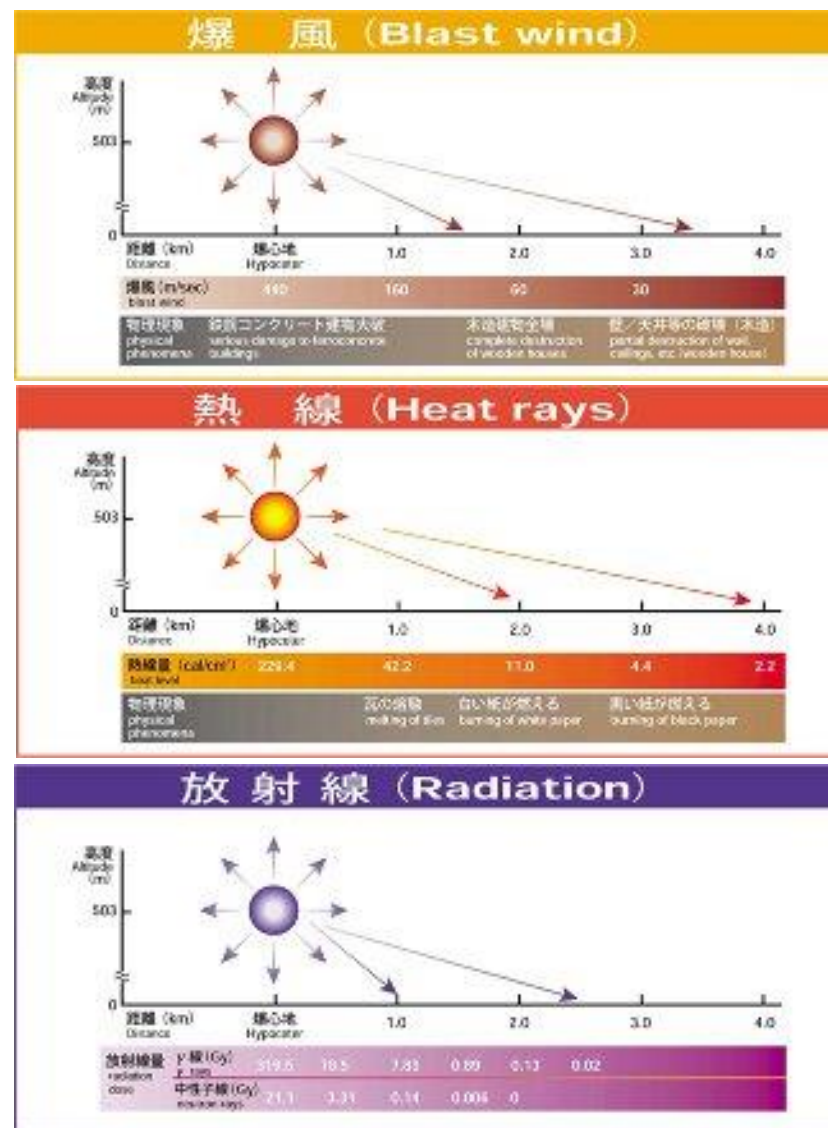 爆 風 (Blast wind)
高度
Altitude
(m)
503
0
距離 (km) 爆心地 1.0 2.0 3.0 4.0
Distance Hypocenter
爆風 (m/sec) 440 160 60 30
blast wind
物理現象 鉄筋コンクリート建物大破 木造建物全壊 壁/天井等の破壊 (木造)
physical serious damage to ferroconcrete complete destruction partial destruction of wall,
phenomena buildings of wooden houses ceilings, etc (wooden house)
熱 線 (Heat rays)
高度
Altitude
(m)
503
0
距離 (km) 爆心地 1.0 2.0 3.0 4.0
Distance Hypocenter
熱線量 (cal/cm²) 229.4 42.2 11.0 4.4 2.2
heat level
物理現象 瓦の溶融 白い紙が燃える 黒い紙が燃える
physical melting of tiles burning of white paper burning of black paper
phenomena
放 射 線 (Radiation)
高度
Altitude
(m)
503
0
距離 (km) 爆心地 1.0 2.0 3.0 4.0
Distance Hypocenter
放射線量 γ線 (Gy) 7.83 0.89 0.13 0.02
radiation γ rays
dose 中性子線 (Gy) 0.14 0.006 0
neutron rays